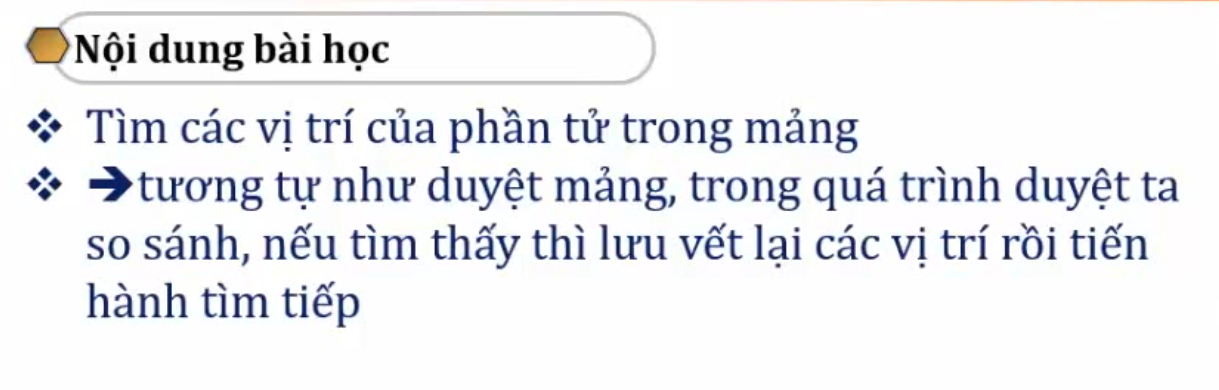 Nội dung bài học
❖ Tìm các vị trí của phần tử trong mảng
❖ ➔tương tự như duyệt mảng, trong quá trình duyệt ta
so sánh, nếu tìm thấy thì lưu vết lại các vị trí rồi tiến
hành tìm tiếp